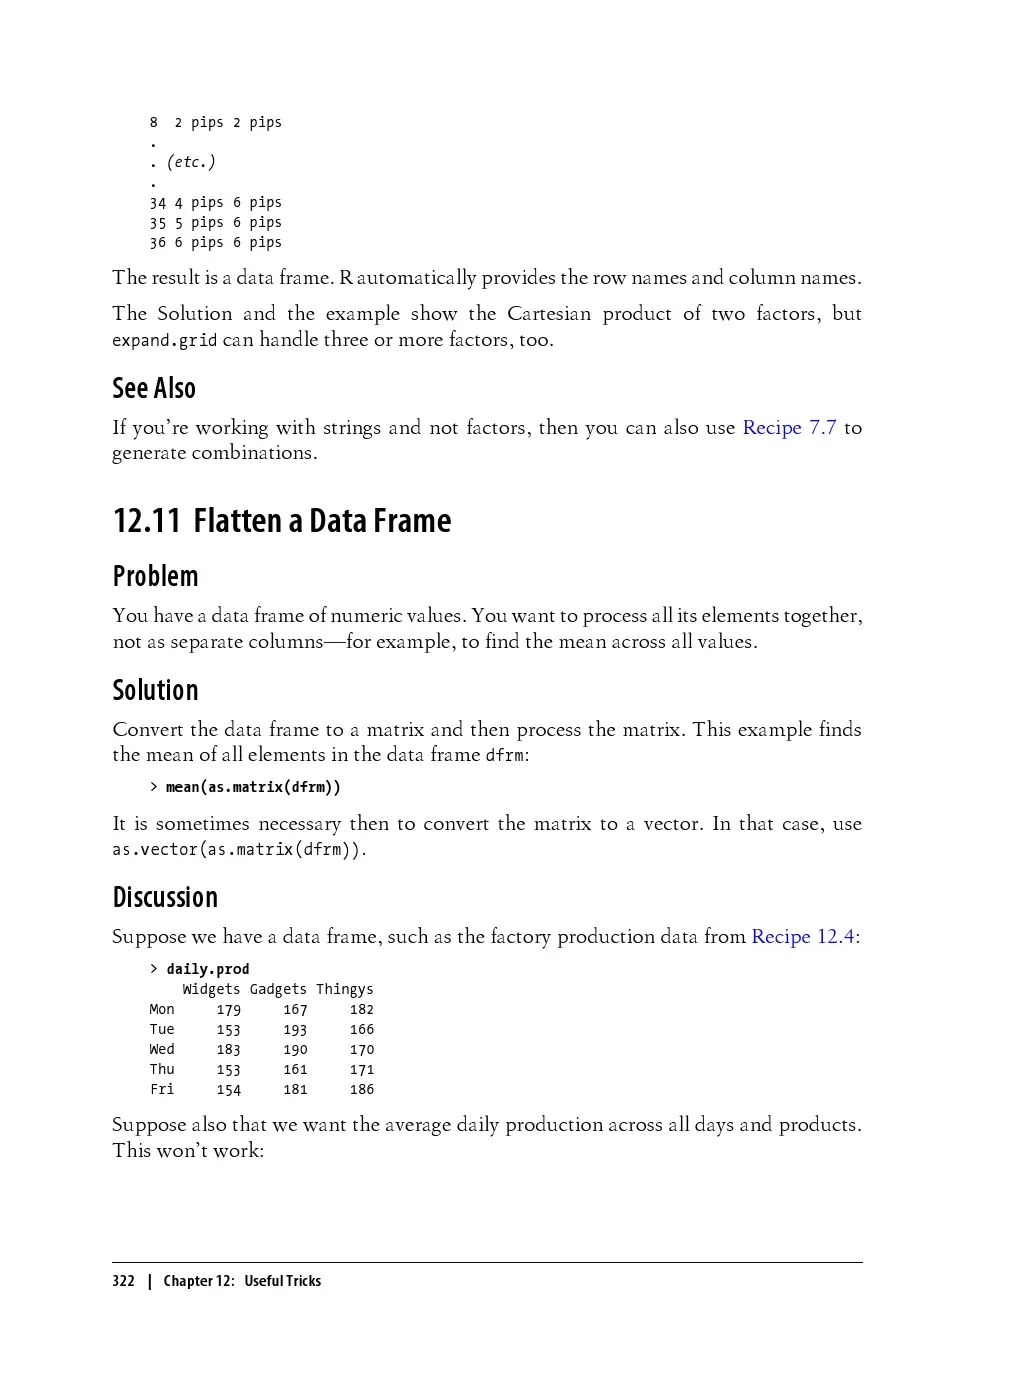 8  2 pips 2 pips
.
. (etc.)
.
34 4 pips 6 pips
35 5 pips 6 pips
36 6 pips 6 pips
The result is a data frame. R automatically provides the row names and column names.
The Solution and the example show the Cartesian product of two factors, but
expand.grid can handle three or more factors, too.
See Also
If you’re working with strings and not factors, then you can also use Recipe 7.7 to
generate combinations.
12.11 Flatten a Data Frame
Problem
You have a data frame of numeric values. You want to process all its elements together,
not as separate columns—for example, to find the mean across all values.
Solution
Convert the data frame to a matrix and then process the matrix. This example finds
the mean of all elements in the data frame dfrm:
> mean(as.matrix(dfrm))
It is sometimes necessary then to convert the matrix to a vector. In that case, use
as.vector(as.matrix(dfrm)).
Discussion
Suppose we have a data frame, such as the factory production data from Recipe 12.4:
> daily.prod
    Widgets Gadgets Thingys
Mon     179     167     182
Tue     153     193     166
Wed     183     190     170
Thu     153     161     171
Fri     154     181     186
Suppose also that we want the average daily production across all days and products.
This won’t work:
322 | Chapter 12: Useful Tricks